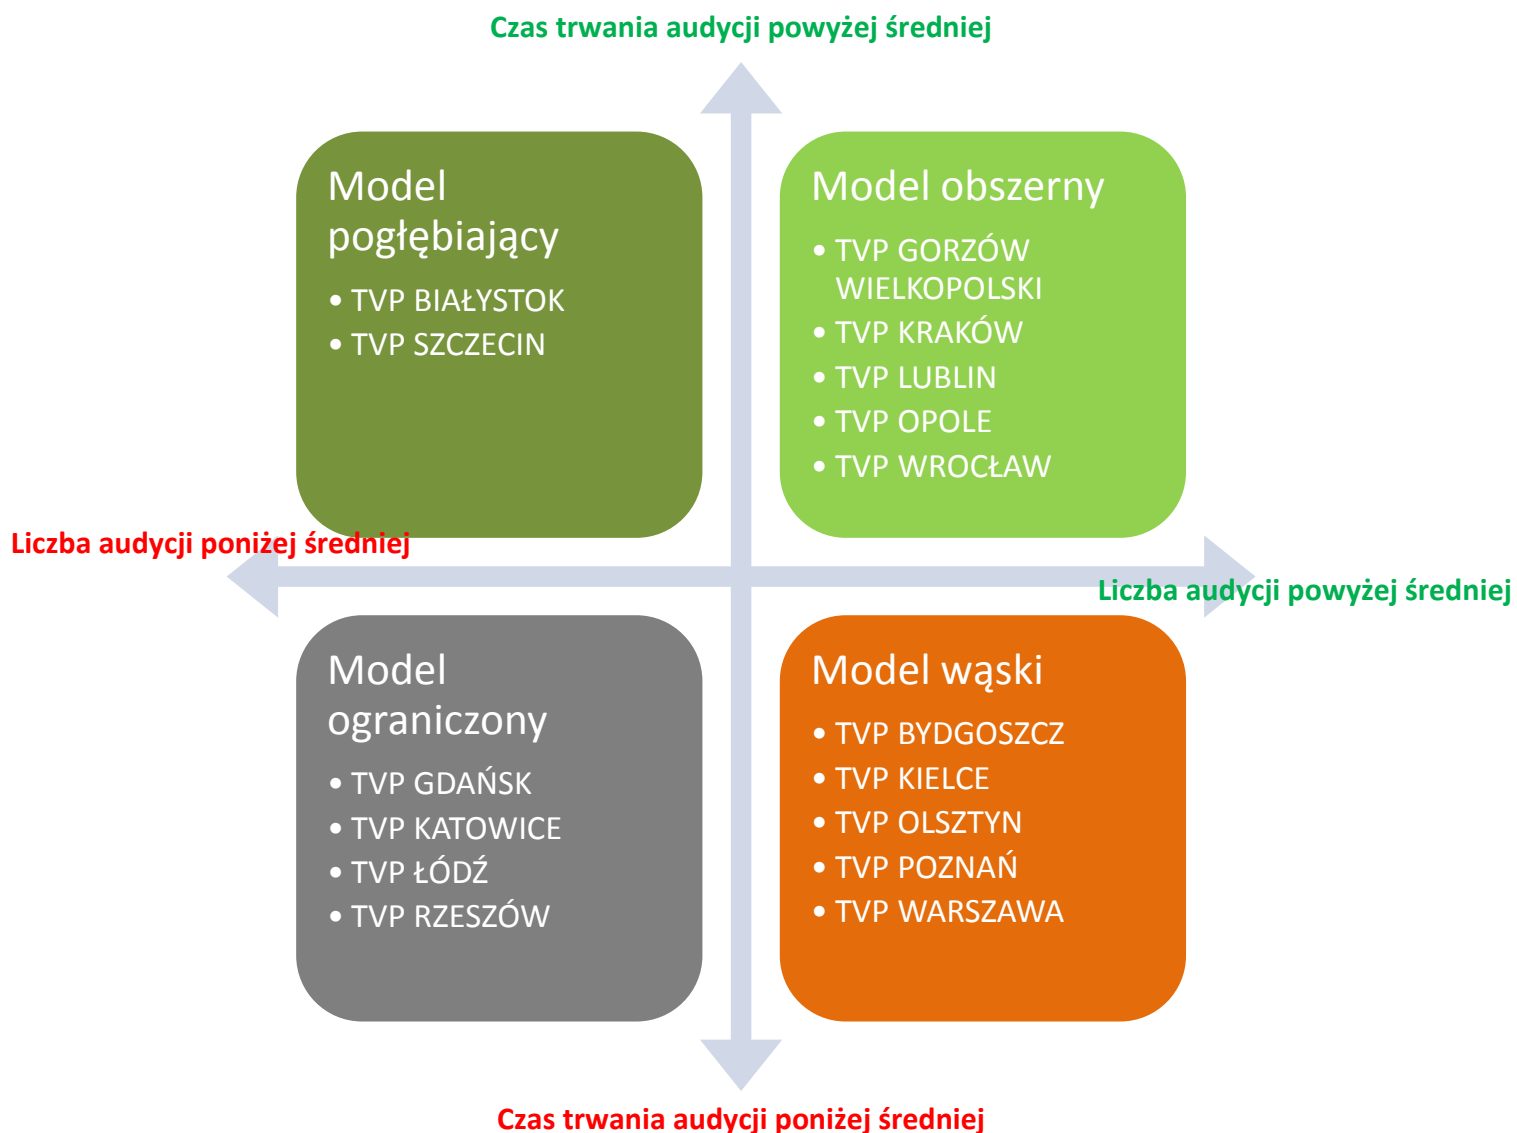 Czas trwania audycji powyżej średniej
Model
pogłębiający
• TVP BIAŁYSTOK
• TVP SZCZECIN
Model obszerny
• TVP GORZÓW
WIELKOPOLSKI
• TVP KRAKÓW
• TVP LUBLIN
• TVP OPOLE
• TVP WROCŁAW
Liczba audycji poniżej średniej
Liczba audycji powyżej średniej
Model
ograniczony
• TVP GDAŃSK
• TVP KATOWICE
• TVP ŁÓDŹ
• TVP RZESZÓW
Model wąski
• TVP BYDGOSZCZ
• TVP KIELCE
• TVP OLSZTYN
• TVP POZNAŃ
• TVP WARSZAWA
Czas trwania audycji poniżej średniej